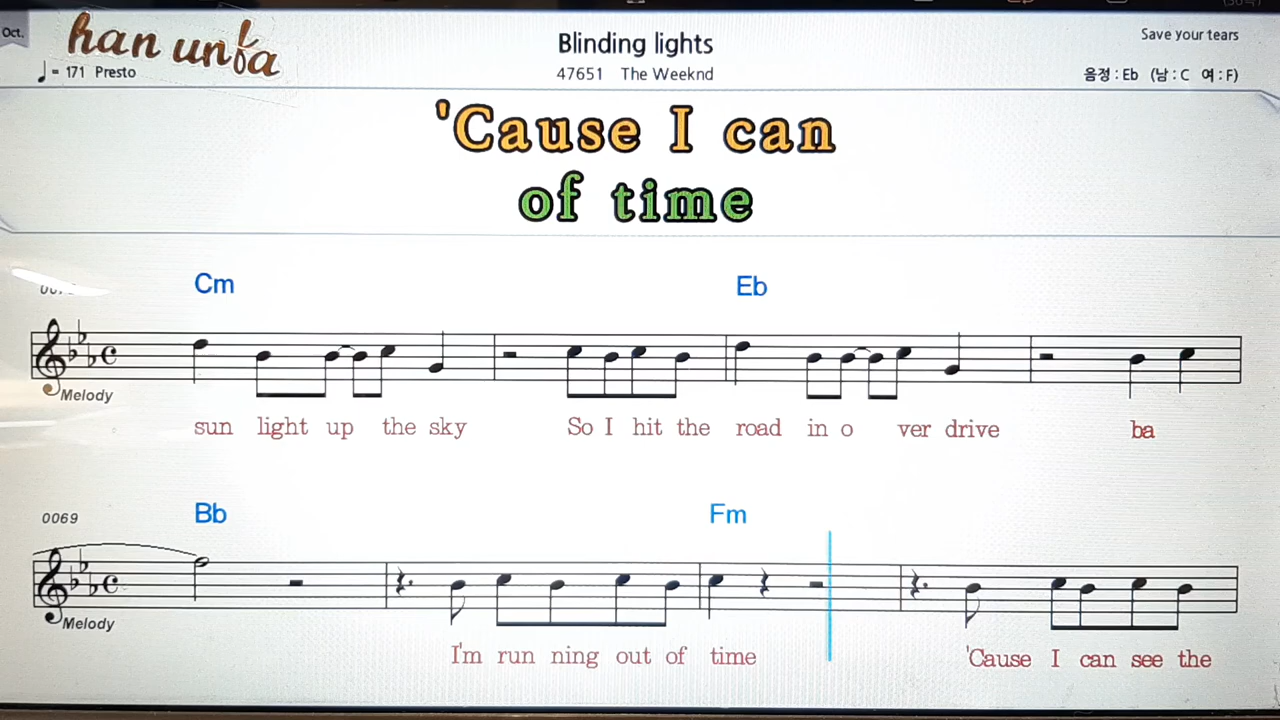 Oct.
han unfa
♩ = 171 Presto
Blinding lights
47651 The Weeknd
Save your tears
음정 : Eb (남 : C 여 : F)
'Cause I can
of time
Cm Eb
Melody
sun light up the sky So I hit the road in o ver drive ba
0069
Bb Fm
Melody
I'm run ning out of time 'Cause I can see the